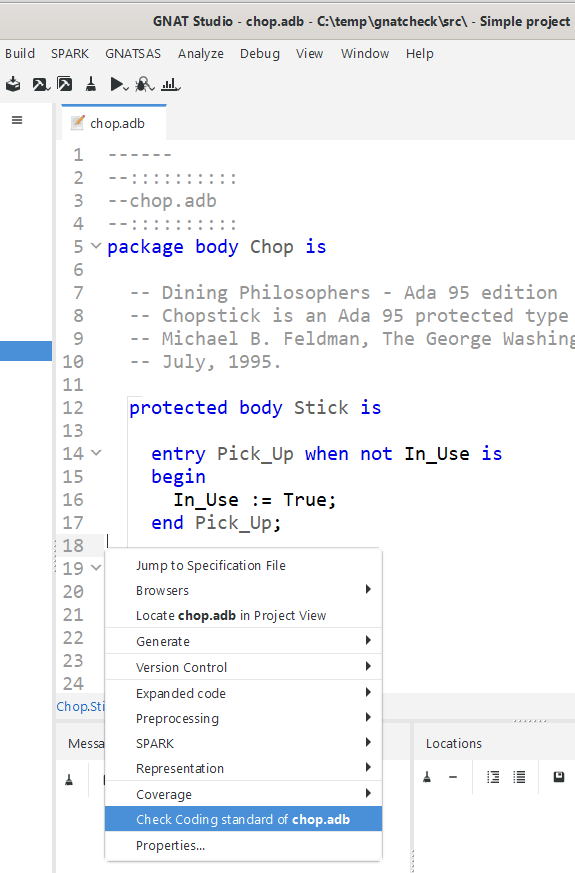 GNAT Studio - chop.adb - C:\temp\gnatcheck\src\ - Simple project
Build SPARK GNATSAS Analyze Debug View Window Help
chop.adb
1 ------
2 --::::::::::
3 --chop.adb
4 --::::::::::
5 package body Chop is
6
7 -- Dining Philosophers - Ada 95 edition
8 -- Chopstick is an Ada 95 protected type
9 -- Michael B. Feldman, The George Washing
10 -- July, 1995.
11
12 protected body Stick is
13
14 entry Pick_Up when not In_Use is
15 begin
16 In_Use := True;
17 end Pick_Up;
18
19
20
21
22
23
24
Jump to Specification File
Browsers
Locate chop.adb in Project View
Generate
Version Control
Expanded code
Preprocessing
SPARK
Representation
Coverage
Check Coding standard of chop.adb
Properties...
Chop.Sti
Messa
Locations